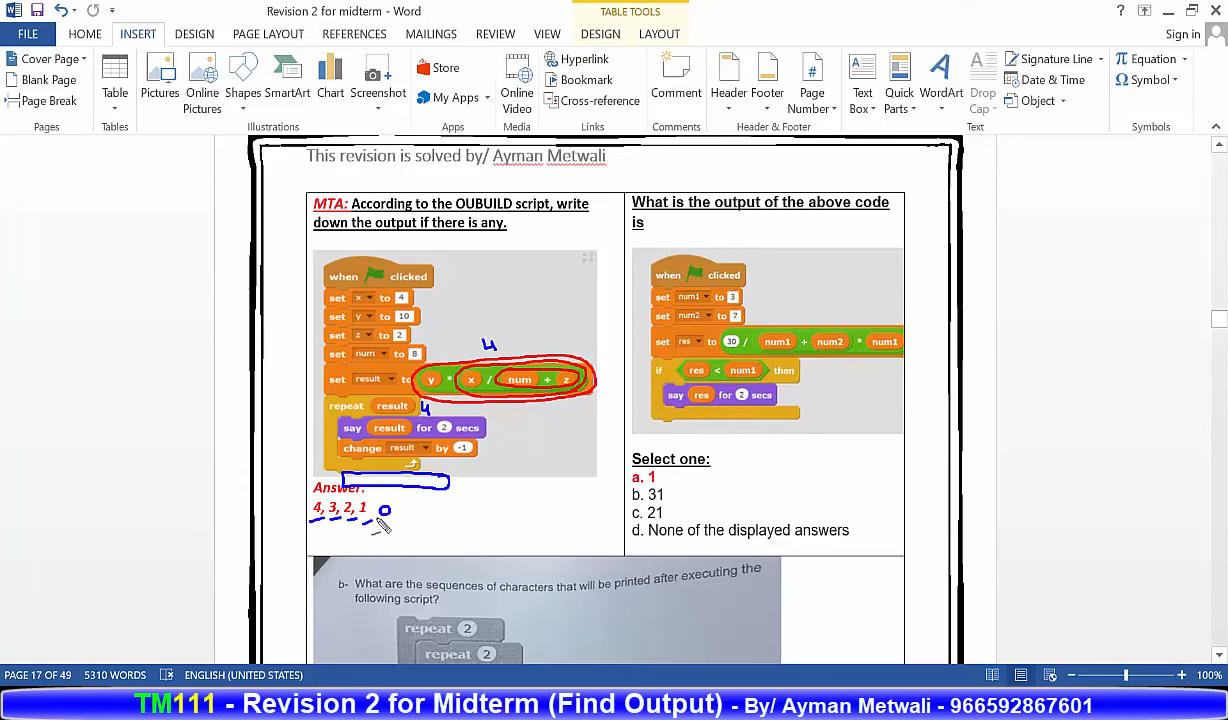 Revision 2 for midterm - Word
TABLE TOOLS
?
FILE
HOME
INSERT
DESIGN
PAGE LAYOUT
REFERENCES
MAILINGS
REVIEW
VIEW
DESIGN
LAYOUT
Sign in
Cover Page
Blank Page
Page Break
Pages
Table
Tables
Pictures
Online Pictures
Shapes
SmartArt
Chart
Screenshot
Illustrations
Store
My Apps
Apps
Online Video
Media
Hyperlink
Bookmark
Cross-reference
Links
Comment
Comments
Header
Footer
Page Number
Header & Footer
Text Box
Quick Parts
WordArt
Drop Cap
Signature Line
Date & Time
Object
Text
Equation
Symbol
Symbols
This revision is solved by/ Ayman Metwali
MTA: According to the OUBUILD script, write
down the output if there is any.
when clicked
set x to 4
set y to 10
set z to 2
set num to 8
4
set result to y * x / num + z
repeat result 4
say result for 2 secs
change result by -1
Answer:
4, 3, 2, 1 0
What is the output of the above code
is
when clicked
set num1 to 3
set num2 to 7
set res to 30 / num1 + num2 * num1
if res < num1 then
say res for 2 secs
Select one:
a. 1
b. 31
c. 21
d. None of the displayed answers
b- What are the sequences of characters that will be printed after executing the
following script?
repeat 2
repeat 2
PAGE 17 OF 49
5310 WORDS
ENGLISH (UNITED STATES)
100%
TM111 - Revision 2 for Midterm (Find Output) - By/ Ayman Metwali - 966592867601